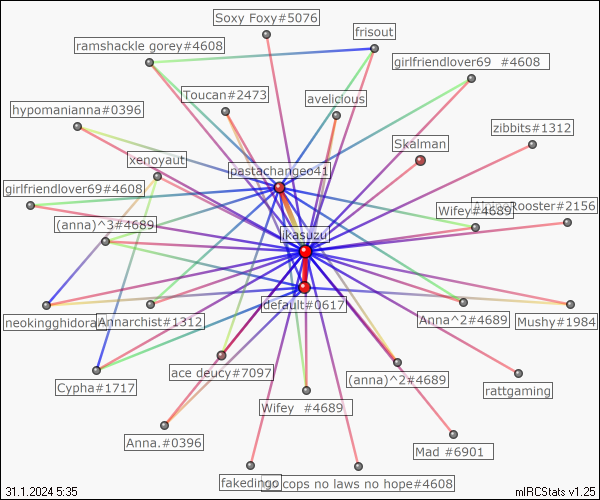 Soxy Foxy#5076
frisout
ramshackle gorey#4608
girlfriendlover69 #4608
Toucan#2473
avelicious
hypomanianna#0396
zibbits#1312
Skalman
xenoyaut
pastachangeo41
girlfriendlover69#4608
Wifey#4689
Rooster#2156
(anna)^3#4689
ikasuzu
default#0617
neokingghidora
Annarchist#1312
Anna^2#4689
Mushy#1984
ace deucy#7097
(anna)^2#4689
Cypha#1717
rattgaming
Wifey #4689
Anna.#0396
Mad #6901
fakedingo
cops no laws no hope#4608
31.1.2024 5:35
mIRCStats v1.25